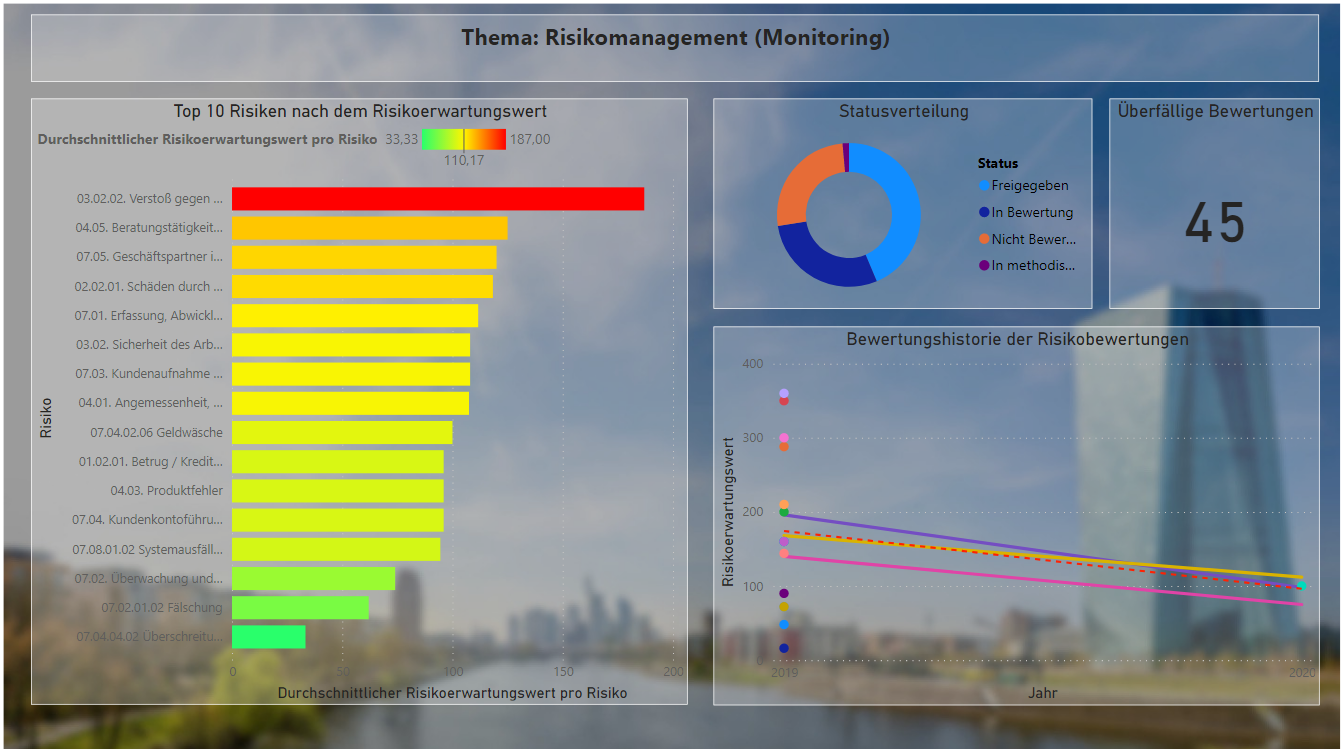 Thema: Risikomanagement (Monitoring)
Top 10 Risiken nach dem Risikoerwartungswert
Durchschnittlicher Risikoerwartungswert pro Risiko 33,33 187,00
110,17
Risiko
03.02.02. Verstoß gegen ...
04.05. Beratungstätigkeit...
07.05. Geschäftspartner i...
02.02.01. Schäden durch ...
07.01. Erfassung, Abwickl...
03.02. Sicherheit des Arb...
07.03. Kundenaufnahme ...
04.01. Angemessenheit, ...
07.04.02.06 Geldwäsche
01.02.01. Betrug / Kredit...
04.03. Produktfehler
07.04. Kundenkontoführu...
07.08.01.02 Systemausfäll...
07.02. Überwachung und...
07.02.01.02 Fälschung
07.04.04.02 Überschreitu...
0 50 100 150 200
Durchschnittlicher Risikoerwartungswert pro Risiko
Statusverteilung
Status
Freigegeben
In Bewertung
Nicht Bewer...
In methodis...
Überfällige Bewertungen
45
Bewertungshistorie der Risikobewertungen
Risikoerwartungswert
400
300
200
100
0
2019 2020
Jahr